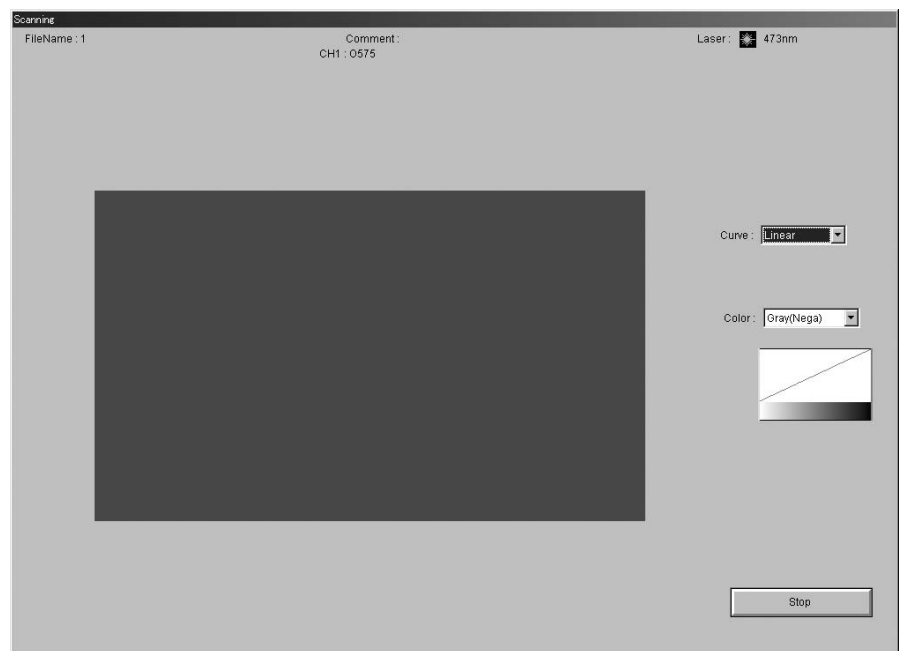 Scanning
FileName : 1 Comment : Laser : 473nm
CH1 : O575
Curve : Linear
Color : Gray(Nega)
Stop